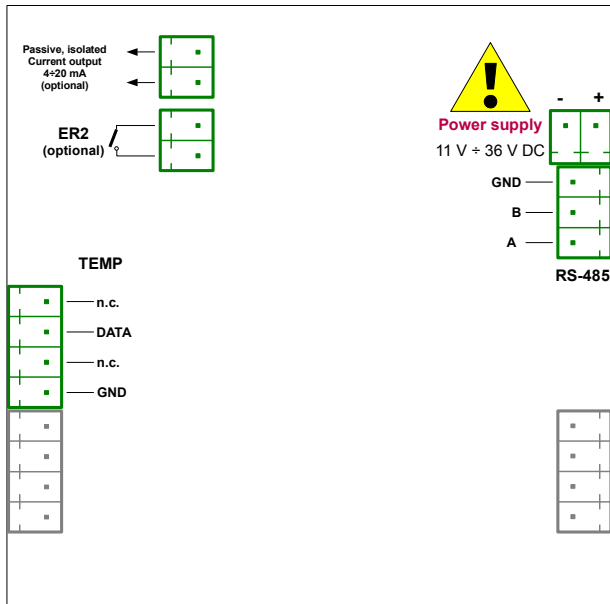 Passive, isolated
Current output
4÷20 mA
(optional)
ER2
(optional)
!
Power supply
- +
11 V ÷ 36 V DC
GND
B
A
RS-485
TEMP
n.c.
DATA
n.c.
GND